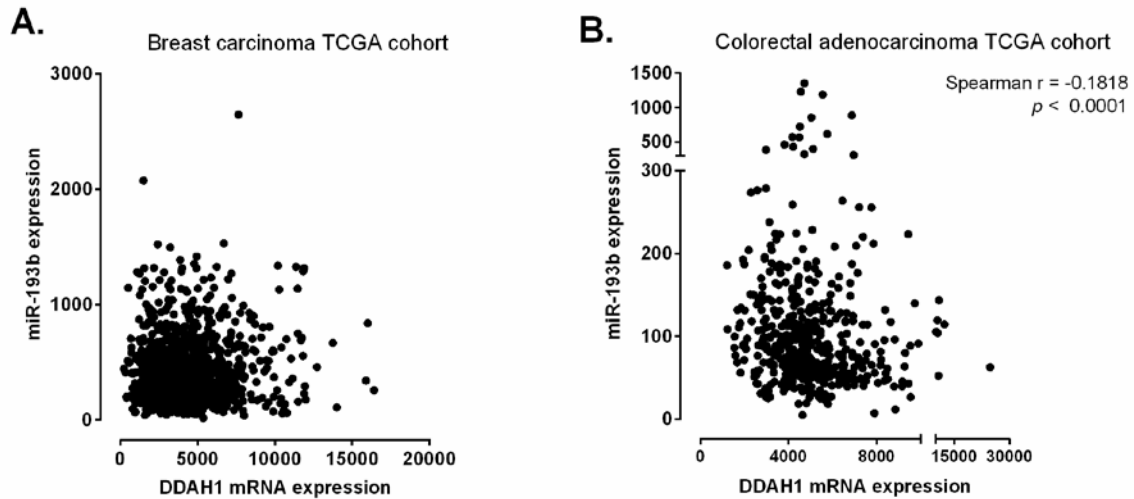 A.
Breast carcinoma TCGA cohort
3000
2000
1000
0
miR-193b expression
0 5000 10000 15000 20000
DDAH1 mRNA expression
B.
Colorectal adenocarcinoma TCGA cohort
Spearman r = -0.1818
p < 0.0001
1500
1000
500
300
200
100
0
miR-193b expression
0 4000 8000 15000 30000
DDAH1 mRNA expression